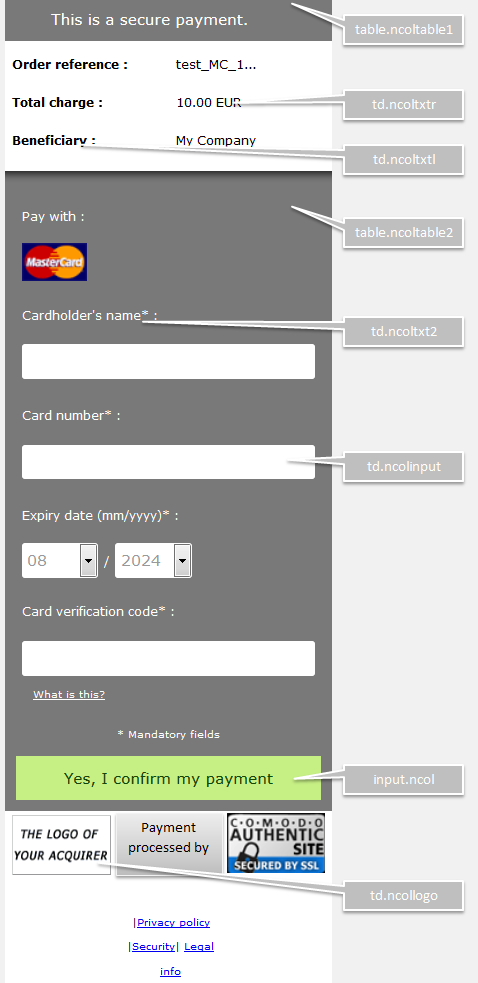 This is a secure payment.
table.ncoltable1
Order reference : test_MC_1...
Total charge : 10.00 EUR
td.ncoltxtr
Beneficiary : My Company
td.ncoltxtl
Pay with :
table.ncoltable2
MasterCard
Cardholder's name* :
td.ncoltxt2
Card number* :
td.ncolinput
Expiry date (mm/yyyy)* :
08 / 2024
Card verification code* :
What is this?
* Mandatory fields
Yes, I confirm my payment
input.ncol
THE LOGO OF
YOUR ACQUIRER
Payment
processed by
C·O·M·O·D·O
AUTHENTIC
SITE
SECURED BY SSL
td.ncollogo
|Privacy policy
|Security| Legal
info